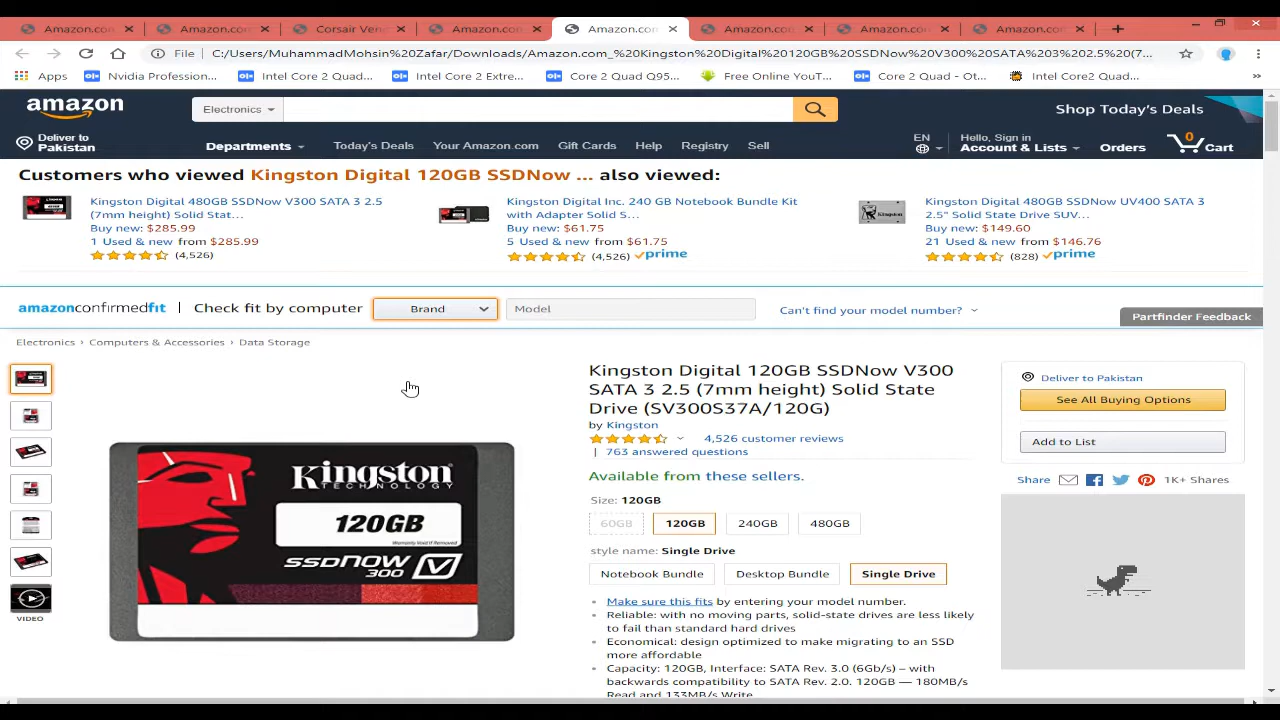 Amazon.co
Amazon.com
Corsair Ven
Amazon.co
Amazon.com
Amazon.co
Amazon.co
Amazon.co
File
C:/Users/MuhammadMohsin%20Zafar/Downloads/Amazon.com_%20Kingston%20Digital%20120GB%20SSDNow%20V300%20SATA%203%202.5%20(7...
Apps
Nvidia Profession...
Intel Core 2 Quad...
Intel Core 2 Extre...
Core 2 Quad Q95...
Free Online YouT...
Core 2 Quad - Ot...
Intel Core2 Quad...
»
amazon
Electronics
Shop Today's Deals
Deliver to
Pakistan
Departments
Today's Deals
Your Amazon.com
Gift Cards
Help
Registry
Sell
EN
Hello, Sign in
Account & Lists
Orders
0
Cart
Customers who viewed Kingston Digital 120GB SSDNow ... also viewed:
Kingston Digital 480GB SSDNow V300 SATA 3 2.5
(7mm height) Solid Stat...
Buy new: $285.99
1 Used & new from $285.99
(4,526)
Kingston Digital Inc. 240 GB Notebook Bundle Kit
with Adapter Solid S...
Buy new: $61.75
5 Used & new from $61.75
(4,526) prime
Kingston Digital 480GB SSDNow UV400 SATA 3
2.5" Solid State Drive SUV...
Buy new: $149.60
21 Used & new from $146.76
(828) prime
amazonconfirmedfit | Check fit by computer
Brand
Model
Can't find your model number?
Partfinder Feedback
Electronics › Computers & Accessories › Data Storage
VIDEO
Kingston
TECHNOLOGY
120GB
Warranty Void If Removed
SSDNOW V
300
Kingston Digital 120GB SSDNow V300
SATA 3 2.5 (7mm height) Solid State
Drive (SV300S37A/120G)
by Kingston
4,526 customer reviews
| 763 answered questions
Available from these sellers.
Size: 120GB
60GB
120GB
240GB
480GB
style name: Single Drive
Notebook Bundle
Desktop Bundle
Single Drive
• Make sure this fits by entering your model number.
• Reliable: with no moving parts, solid-state drives are less likely
to fail than standard hard drives
• Economical: design optimized to make migrating to an SSD
more affordable
• Capacity: 120GB, Interface: SATA Rev. 3.0 (6Gb/s) – with
backwards compatibility to SATA Rev. 2.0. 120GB — 180MB/s
Read and 133MB/s Write
Deliver to Pakistan
See All Buying Options
Add to List
Share
1K+ Shares